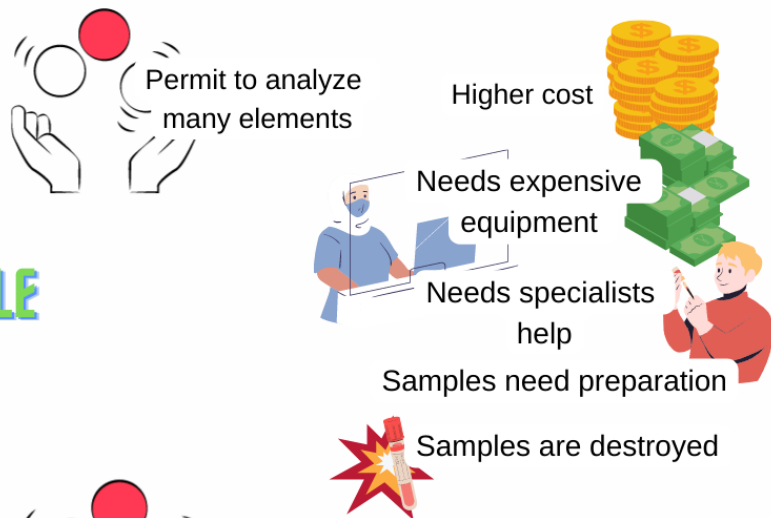 Permit to analyze
many elements
Higher cost
Needs expensive
equipment
LE
Needs specialists
help
Samples need preparation
Samples are destroyed